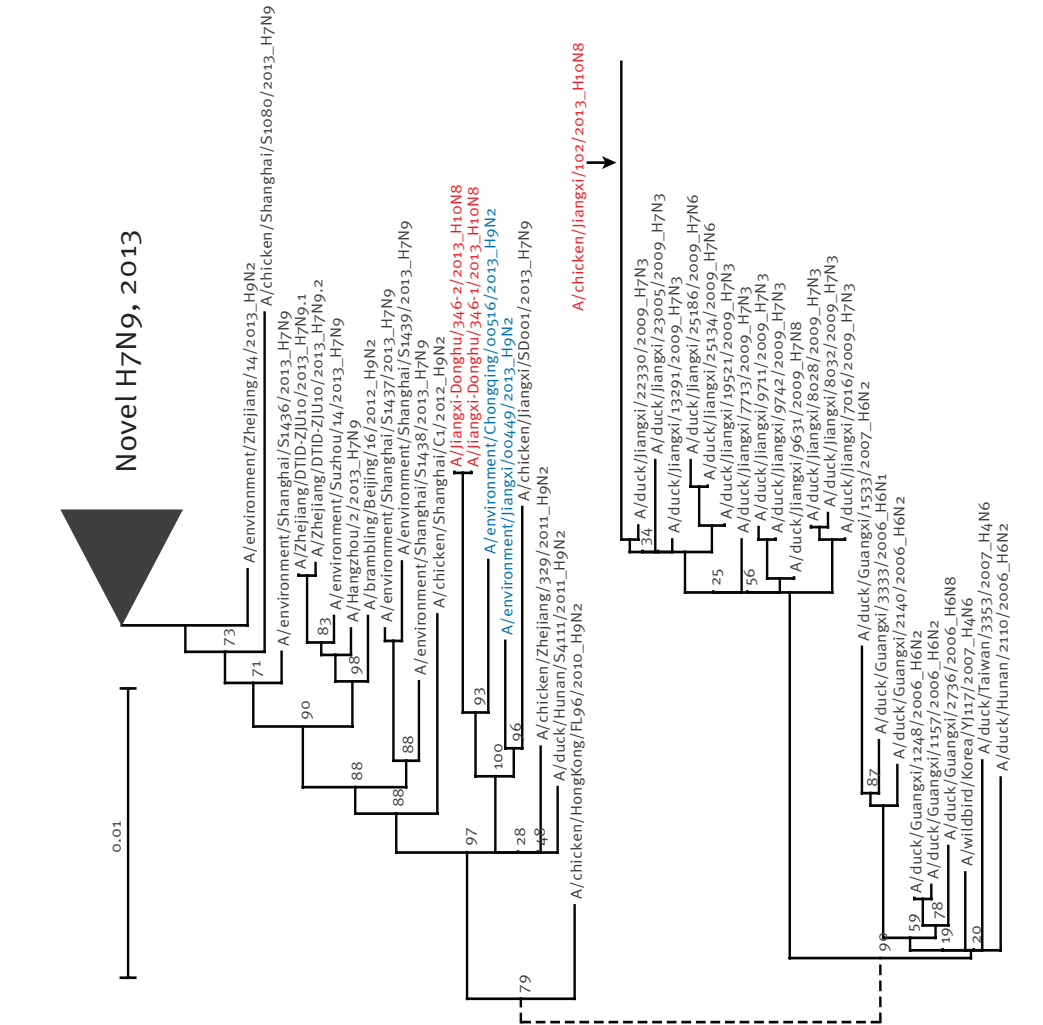 Novel H7N9, 2013
0.01
A/environment/Zhejiang/14/2013_H9N2
A/chicken/Shanghai/S1080/2013_H7N9
A/environment/Shanghai/S1436/2013_H7N9
A/Zhejiang/DTID-ZJU10/2013_H7N9.1
A/Zhejiang/DTID-ZJU10/2013_H7N9.2
A/environment/Suzhou/14/2013_H7N9
A/Hangzhou/2/2013_H7N9
A/brambling/Beijing/16/2012_H9N2
A/environment/Shanghai/S1437/2013_H7N9
A/environment/Shanghai/S1439/2013_H7N9
A/environment/Shanghai/S1438/2013_H7N9
A/chicken/Shanghai/C1/2012_H9N2
A/Jiangxi-Donghu/346-2/2013_H10N8
A/Jiangxi-Donghu/346-1/2013_H10N8
A/environment/Chongqing/00516/2013_H9N2
A/environment/Jiangxi/00449/2013_H9N2
A/chicken/Jiangxi/SD001/2013_H7N9
A/chicken/Zhejiang/329/2011_H9N2
A/duck/Hunan/S4111/2011_H9N2
A/chicken/HongKong/FL96/2010_H9N2
73
71
83
98
90
88
88
88
93
100
96
97
28
48
79
A/chicken/Jiangxi/102/2013_H10N8
A/duck/Jiangxi/22330/2009_H7N3
A/duck/Jiangxi/23005/2009_H7N3
A/duck/Jiangxi/13291/2009_H7N3
A/duck/Jiangxi/25186/2009_H7N6
A/duck/Jiangxi/25134/2009_H7N6
A/duck/Jiangxi/19521/2009_H7N3
A/duck/Jiangxi/7713/2009_H7N3
A/duck/Jiangxi/9711/2009_H7N3
A/duck/Jiangxi/9742/2009_H7N3
A/duck/Jiangxi/9631/2009_H7N8
A/duck/Jiangxi/8028/2009_H7N3
A/duck/Jiangxi/8032/2009_H7N3
A/duck/Jiangxi/7016/2009_H7N3
A/duck/Guangxi/1533/2007_H6N2
A/duck/Guangxi/3333/2006_H6N1
A/duck/Guangxi/2140/2006_H6N2
A/duck/Guangxi/1248/2006_H6N2
A/duck/Guangxi/1157/2006_H6N2
A/duck/Guangxi/2736/2006_H6N8
A/wildbird/Korea/YJ117/2007_H4N6
A/duck/Taiwan/3353/2007_H4N6
A/duck/Hunan/2110/2006_H6N2
34
25
56
87
59
78
19
20